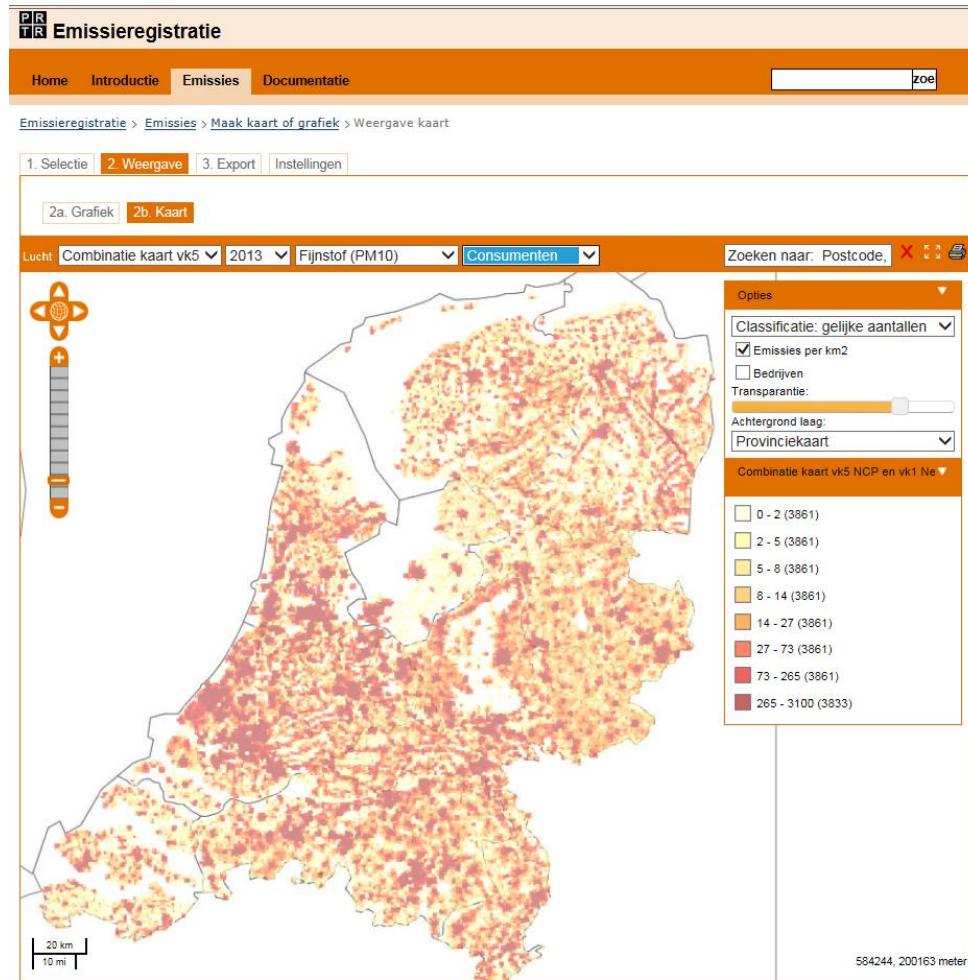 PR
TR Emissieregistratie
Home Introductie Emissies Documentatie zoe
Emissieregistratie > Emissies > Maak kaart of grafiek > Weergave kaart
1. Selectie 2. Weergave 3. Export Instellingen
2a. Grafiek 2b. Kaart
Lucht Combinatie kaart vk5 2013 Fijnstof (PM10) Consumenten Zoeken naar: Postcode, X
Opties
Classificatie: gelijke aantallen
Emissies per km2
Bedrijven
Transparantie:
Achtergrond laag:
Provinciekaart
Combinatie kaart vk5 NCP en vk1 Ne
0 - 2 (3861)
2 - 5 (3861)
5 - 8 (3861)
8 - 14 (3861)
14 - 27 (3861)
27 - 73 (3861)
73 - 265 (3861)
265 - 3100 (3833)
20 km
10 mi
584244, 200163 meter